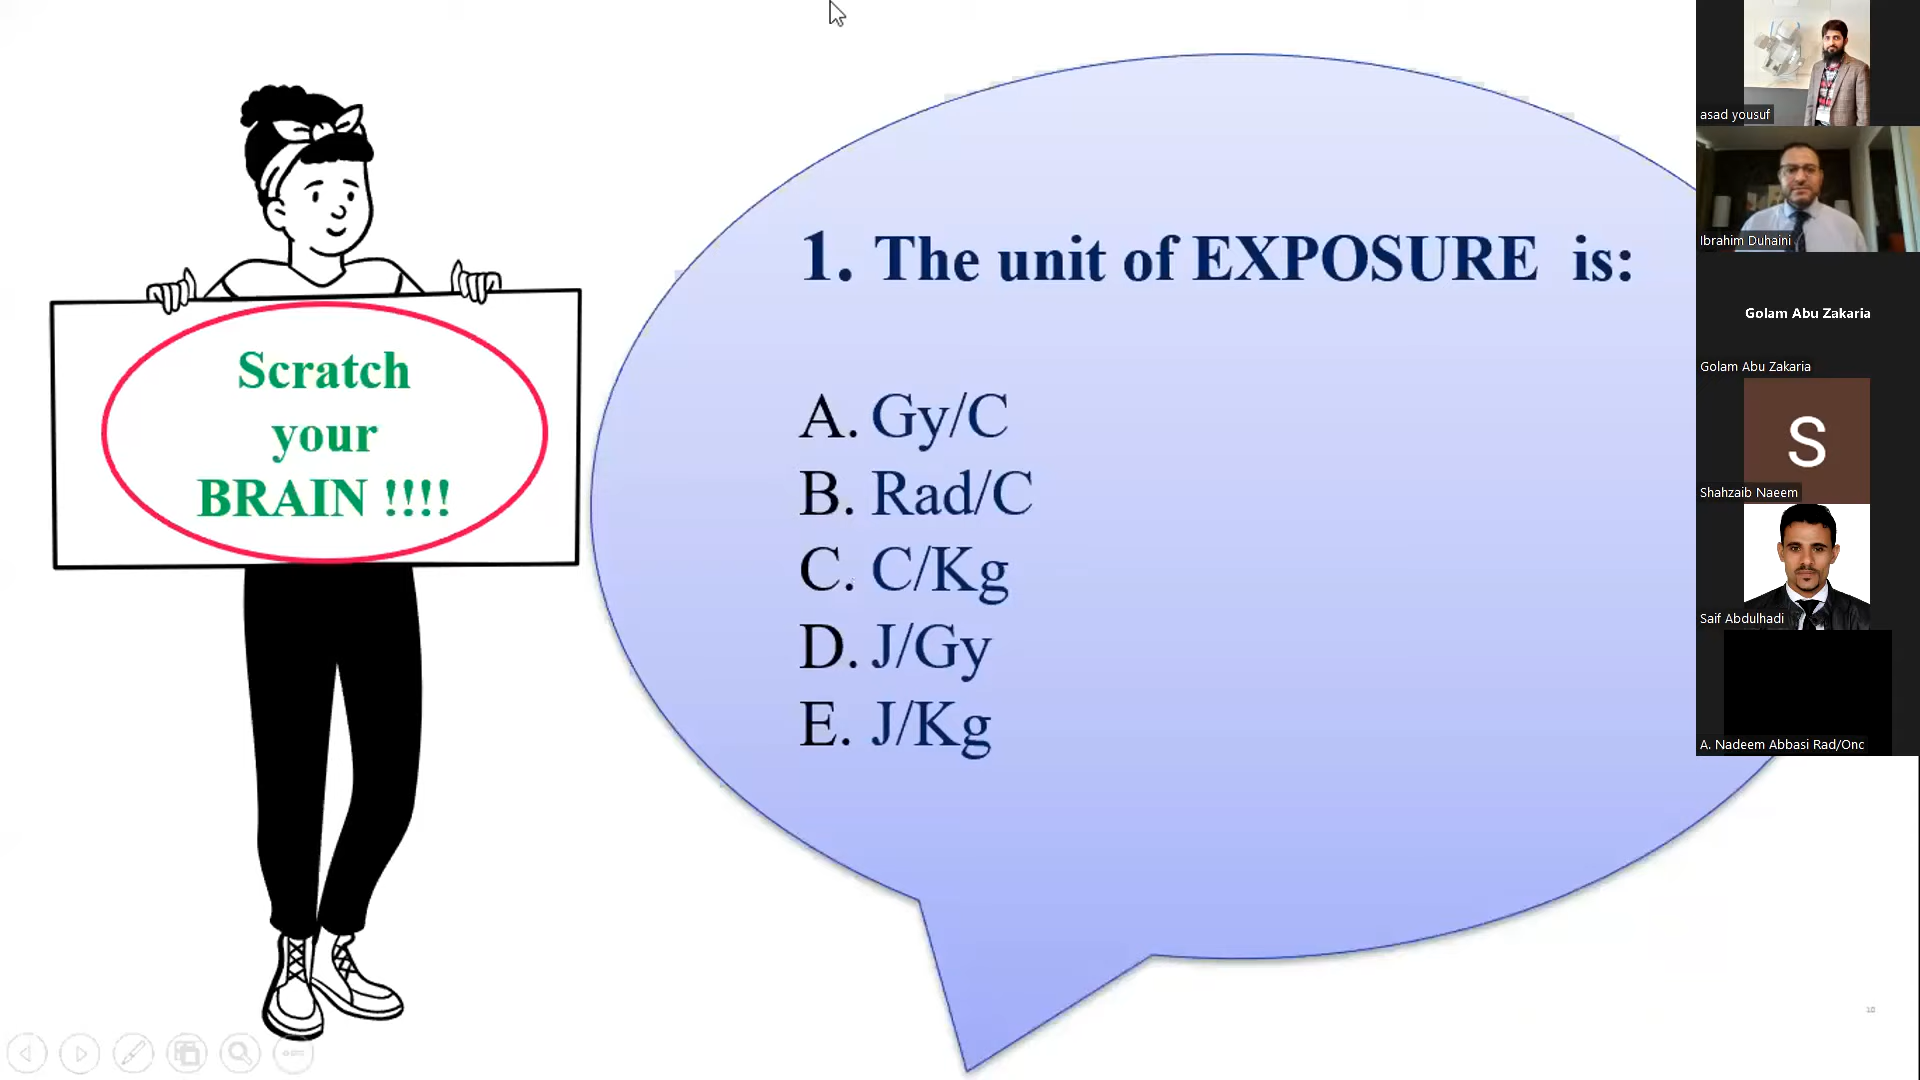 Scratch
your
BRAIN !!!!
1. The unit of EXPOSURE is:
A. Gy/C
B. Rad/C
C. C/Kg
D. J/Gy
E. J/Kg
asad yousuf
Ibrahim Duhaini
Golam Abu Zakaria
Golam Abu Zakaria
S
Shahzaib Naeem
Saif Abdulhadi
A. Nadeem Abbasi Rad/Onc
10